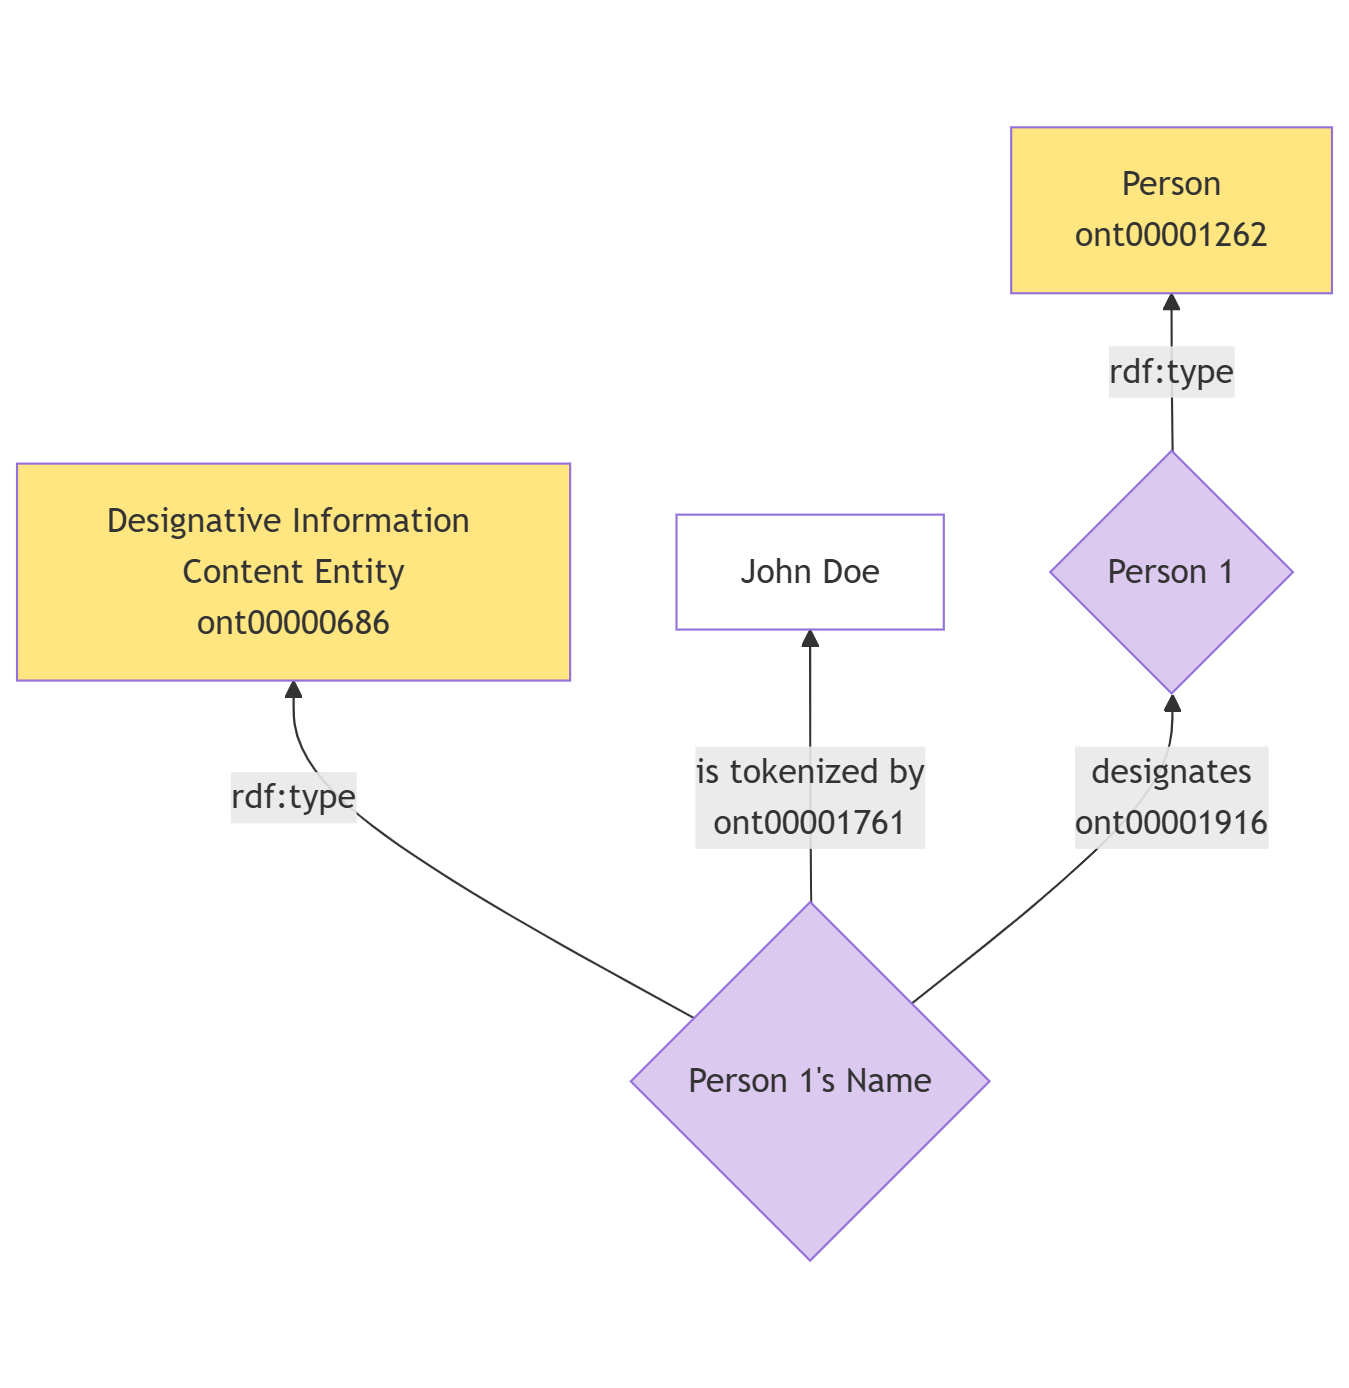 Person
ont00001262
rdf:type
Designative Information
Content Entity
ont00000686
John Doe
Person 1
rdf:type
is tokenized by
ont00001761
designates
ont00001916
Person 1's Name